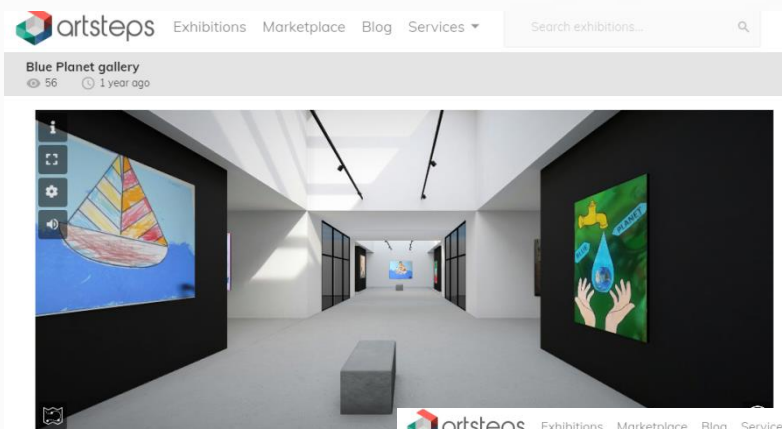 artsteps Exhibitions Marketplace Blog Services Search exhibitions...
Blue Planet gallery
56 1 year ago
i
BLUE PLANET
artsteps Exhibitions Marketplace Blog Service